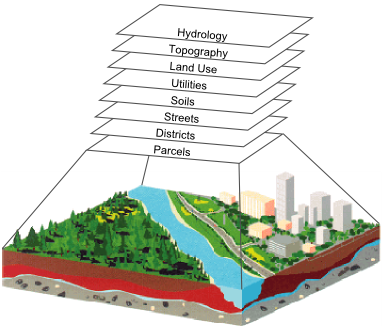 Hydrology
Topography
Land Use
Utilities
Soils
Streets
Districts
Parcels